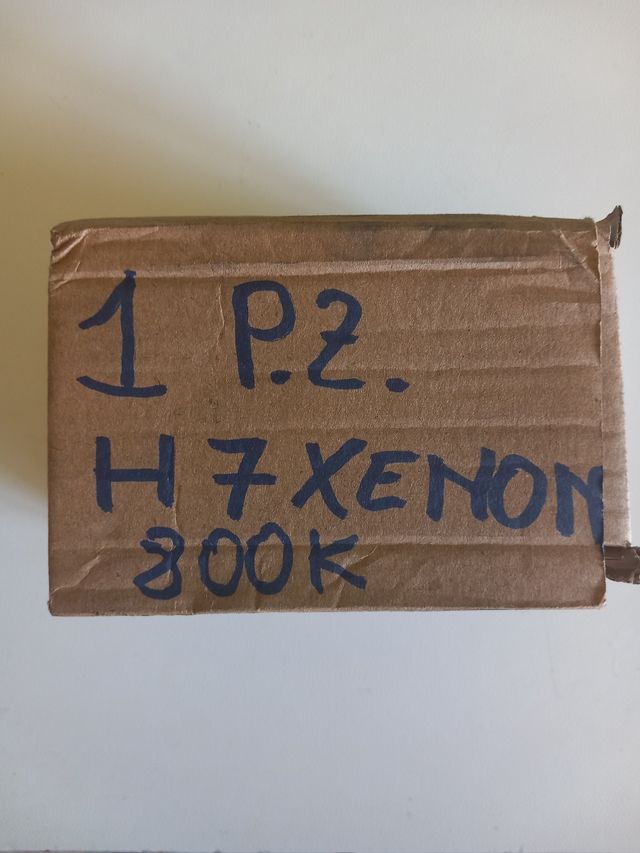 1 P.Z.
H7 XENON
800K